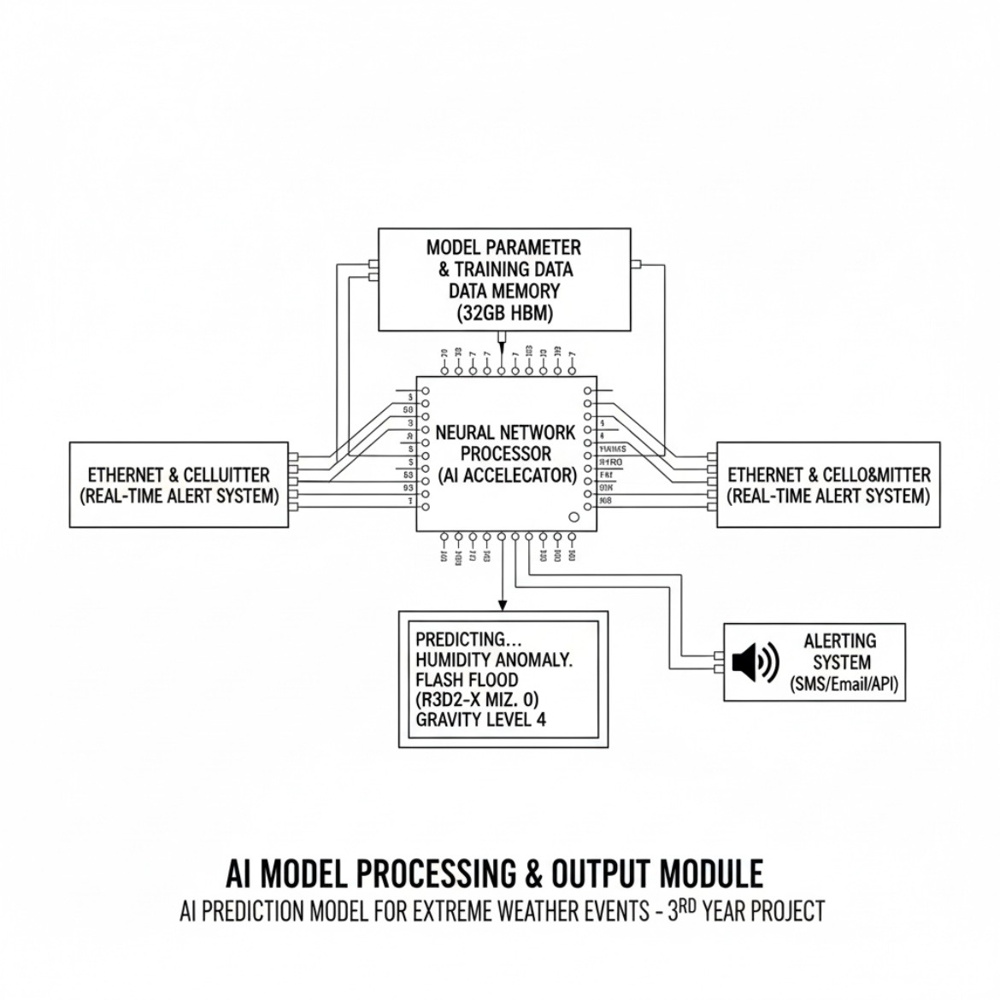 MODEL PARAMETER
& TRAINING DATA
DATA MEMORY
(32GB HBM)
NEURAL NETWORK
PROCESSOR
(AI ACCELECATOR)
ETHERNET & CELLUITTER
(REAL-TIME ALERT SYSTEM)
ETHERNET & CELLO&MITTER
(REAL-TIME ALERT SYSTEM)
PREDICTING...
HUMIDITY ANOMALY.
FLASH FLOOD
(R3D2-X MIZ. 0)
GRAVITY LEVEL 4
ALERTING
SYSTEM
(SMS/Email/API)
AI MODEL PROCESSING & OUTPUT MODULE
AI PREDICTION MODEL FOR EXTREME WEATHER EVENTS - 3RD YEAR PROJECT